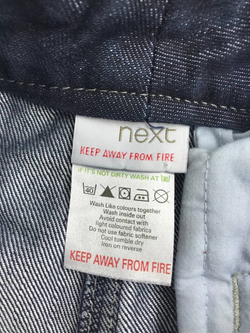 next
KEEP AWAY FROM FIRE
IF IT'S NOT DIRTY WASH AT
40
Wash Like colours together
Wash inside out
Avoid contact with
light coloured fabrics
Do not use fabric softener
Cool tumble dry
Iron on reverse
KEEP AWAY FROM FIRE